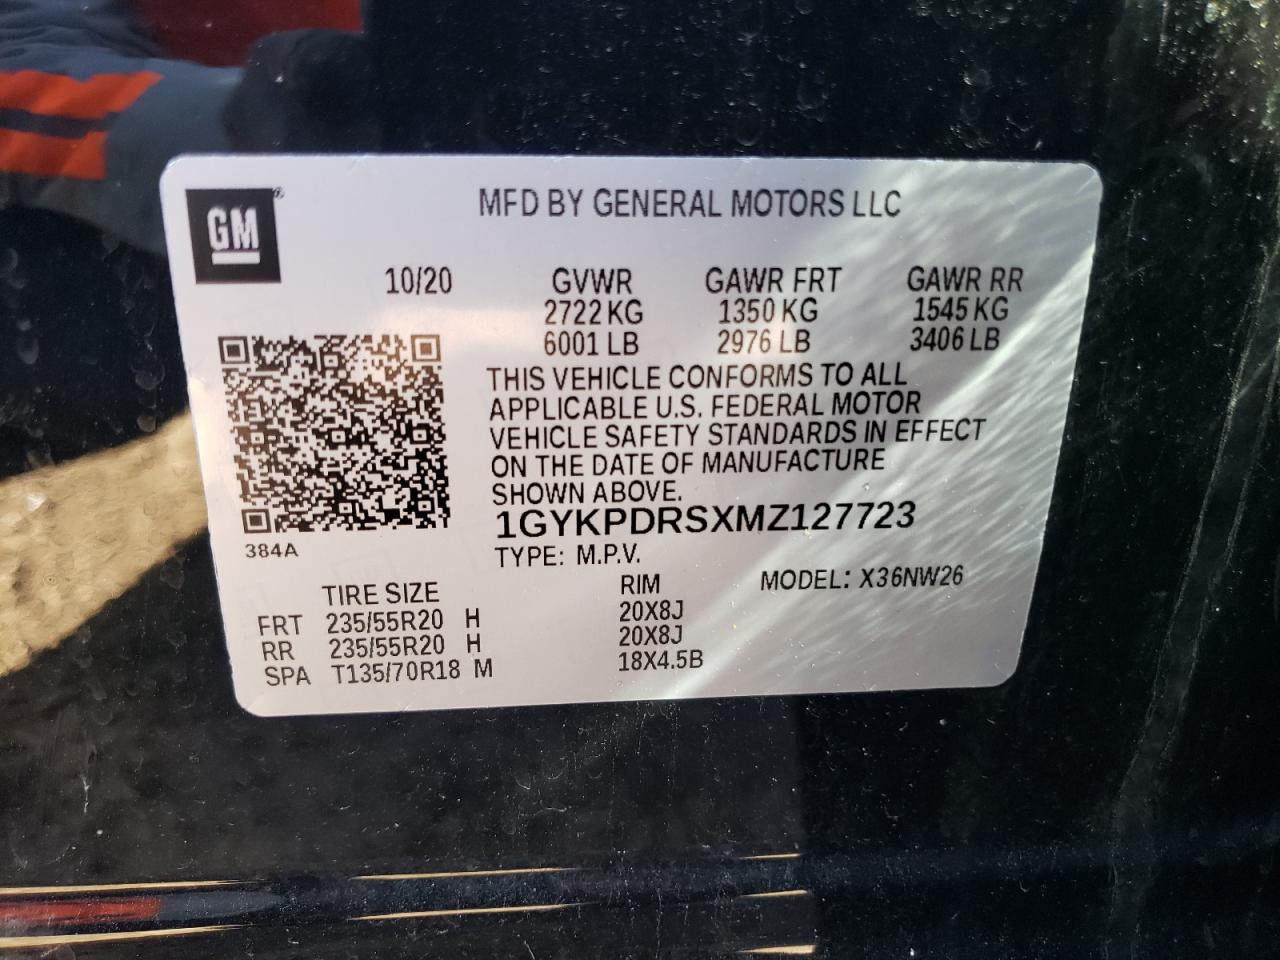 GM®
MFD BY GENERAL MOTORS LLC
10/20 GVWR GAWR FRT GAWR RR
2722 KG 1350 KG 1545 KG
6001 LB 2976 LB 3406 LB
THIS VEHICLE CONFORMS TO ALL
APPLICABLE U.S. FEDERAL MOTOR
VEHICLE SAFETY STANDARDS IN EFFECT
ON THE DATE OF MANUFACTURE
SHOWN ABOVE.
1GYKPDRSXMZ127723
384A
TYPE: M.P.V.
TIRE SIZE RIM MODEL: X36NW26
FRT 235/55R20 H 20X8J
RR 235/55R20 H 20X8J
SPA T135/70R18 M 18X4.5B